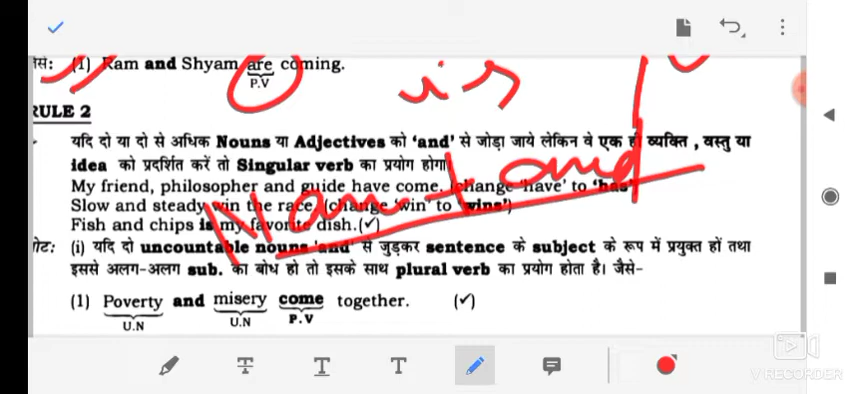 से: (1) Ram and Shyam are coming.
P.V
is
RULE 2
यदि दो या दो से अधिक Nouns या Adjectives को 'and' से जोड़ा जाये लेकिन वे एक ही व्यक्ति, वस्तु या
idea को प्रदर्शित करें तो Singular verb का प्रयोग होगा।
My friend, philosopher and guide have come. (change 'have' to 'has')
Slow and steady win the race. (change 'win' to 'wins')
Fish and chips is my favorite dish.(✓)
Nam + and
ोट: (i) यदि दो uncountable nouns 'and' से जुड़कर sentence के subject के रूप में प्रयुक्त हों तथा
इससे अलग-अलग sub. का बोध हो तो इसके साथ plural verb का प्रयोग होता है। जैसे-
(1) Poverty and misery come together. (✓)
U.N U.N P.V
T T T
V RECORDER